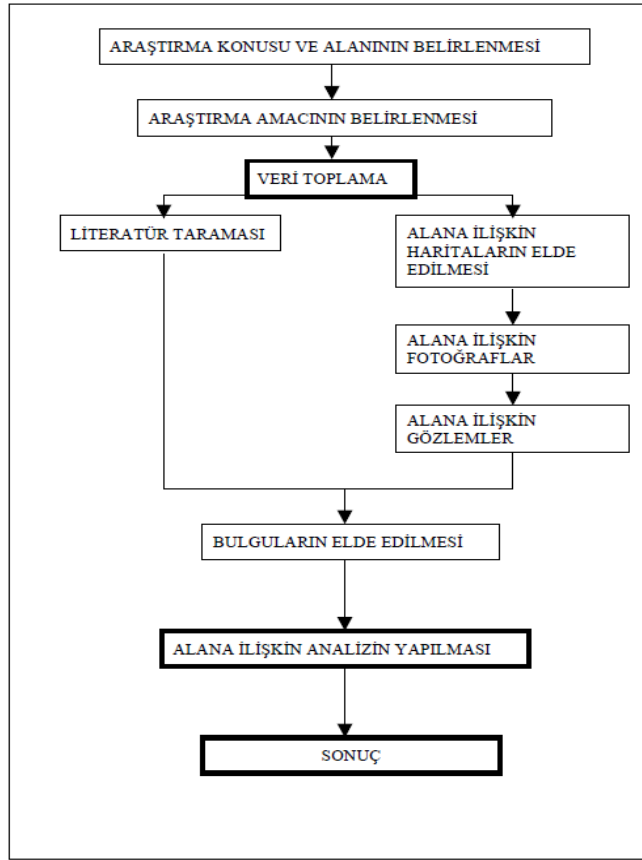 ARAŞTIRMA KONUSU VE ALANININ BELİRLENMESİ
ARAŞTIRMA AMACININ BELİRLENMESİ
VERİ TOPLAMA
LİTERATÜR TARAMASI
ALANA İLİŞKİN
HARİTALARIN ELDE
EDİLMESİ
ALANA İLİŞKİN
FOTOĞRAFLAR
ALANA İLİŞKİN
GÖZLEMLER
BULGULARIN ELDE EDİLMESİ
ALANA İLİŞKİN ANALİZİN YAPILMASI
SONUÇ